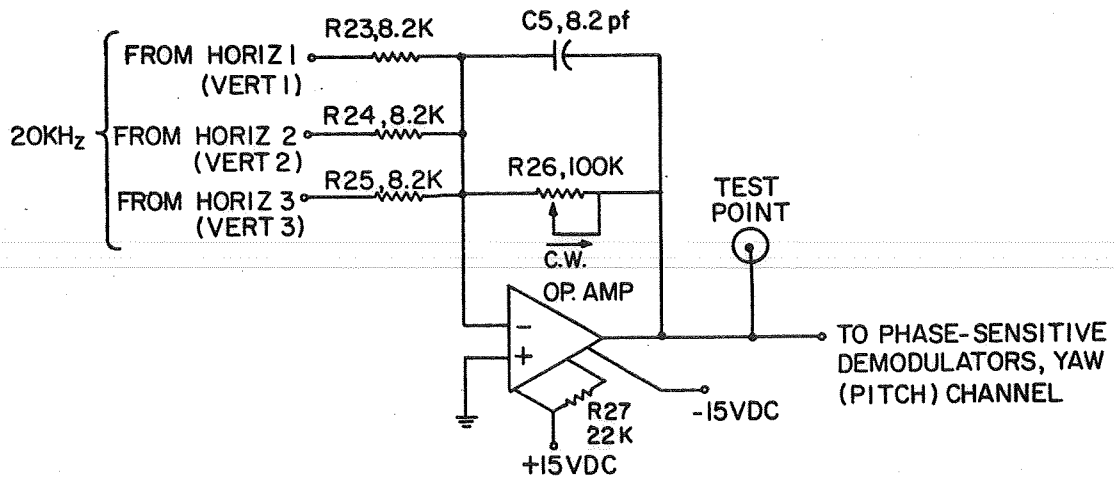 R23,8.2K
C5,8.2pf
FROM HORIZ 1
(VERT 1)
R24,8.2K
20KHz
FROM HORIZ 2
(VERT 2)
R25,8.2K
R26,100K
FROM HORIZ 3
(VERT 3)
TEST
POINT
C.W.
OP. AMP
−
+
TO PHASE-SENSITIVE
DEMODULATORS, YAW
(PITCH) CHANNEL
R27
22K
-15VDC
+15VDC